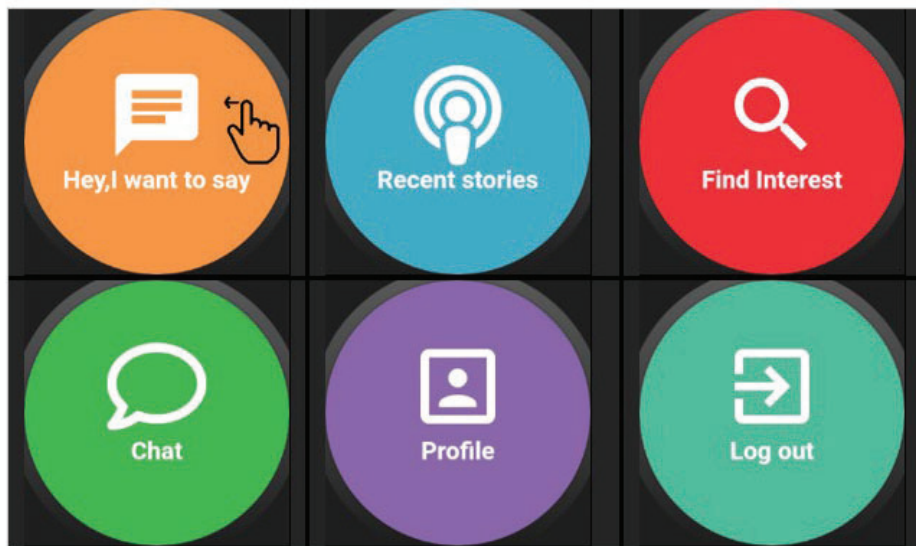 Hey,I want to say
Recent stories
Find Interest
Chat
Profile
Log out